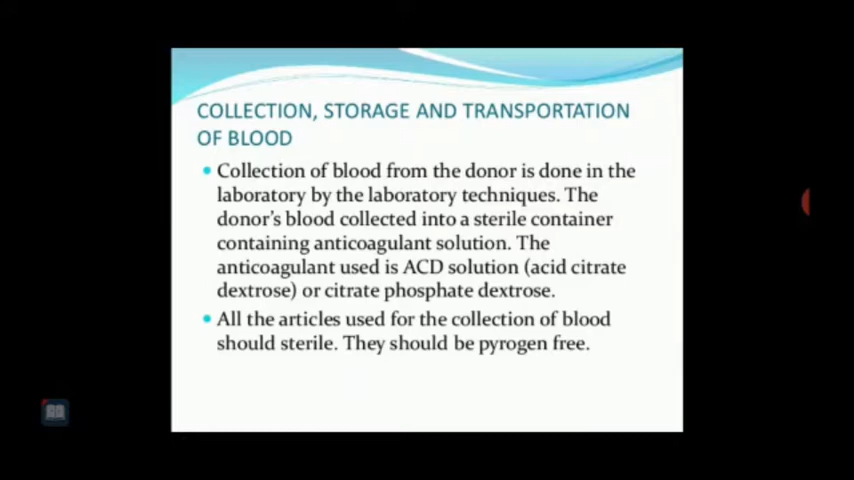 COLLECTION, STORAGE AND TRANSPORTATION
OF BLOOD
• Collection of blood from the donor is done in the
laboratory by the laboratory techniques. The
donor's blood collected into a sterile container
containing anticoagulant solution. The
anticoagulant used is ACD solution (acid citrate
dextrose) or citrate phosphate dextrose.
• All the articles used for the collection of blood
should sterile. They should be pyrogen free.